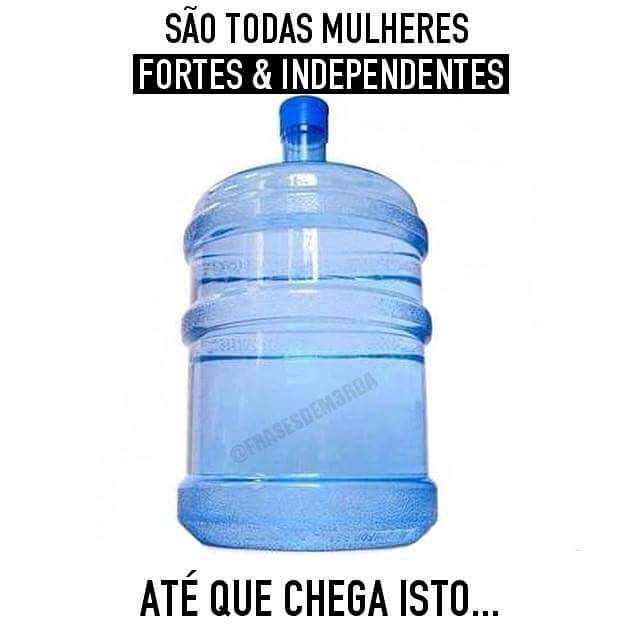 SÃO TODAS MULHERES
FORTES & INDEPENDENTES
@FRASESDEM3RDA
ATÉ QUE CHEGA ISTO...